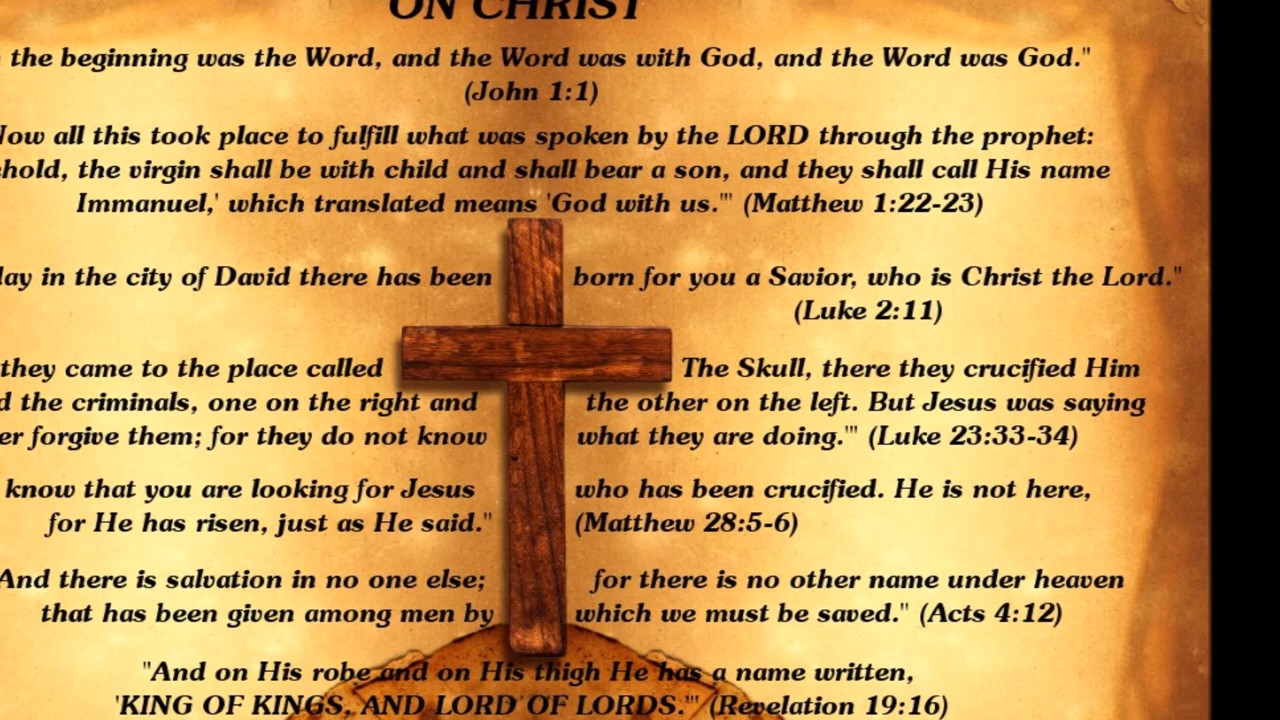 ON CHRIST
the beginning was the Word, and the Word was with God, and the Word was God."
(John 1:1)
Now all this took place to fulfill what was spoken by the LORD through the prophet:
the virgin shall be with child and shall bear a son, and they shall call His name
Immanuel,' which translated means 'God with us.'" (Matthew 1:22-23)
in the city of David there has been born for you a Savior, who is Christ the Lord."
(Luke 2:11)
they came to the place called The Skull, there they crucified Him
the criminals, one on the right and the other on the left. But Jesus was saying
forgive them; for they do not know what they are doing.'" (Luke 23:33-34)
know that you are looking for Jesus who has been crucified. He is not here,
for He has risen, just as He said." (Matthew 28:5-6)
And there is salvation in no one else; for there is no other name under heaven
that has been given among men by which we must be saved." (Acts 4:12)
"And on His robe and on His thigh He has a name written,
'KING OF KINGS, AND LORD OF LORDS.'" (Revelation 19:16)